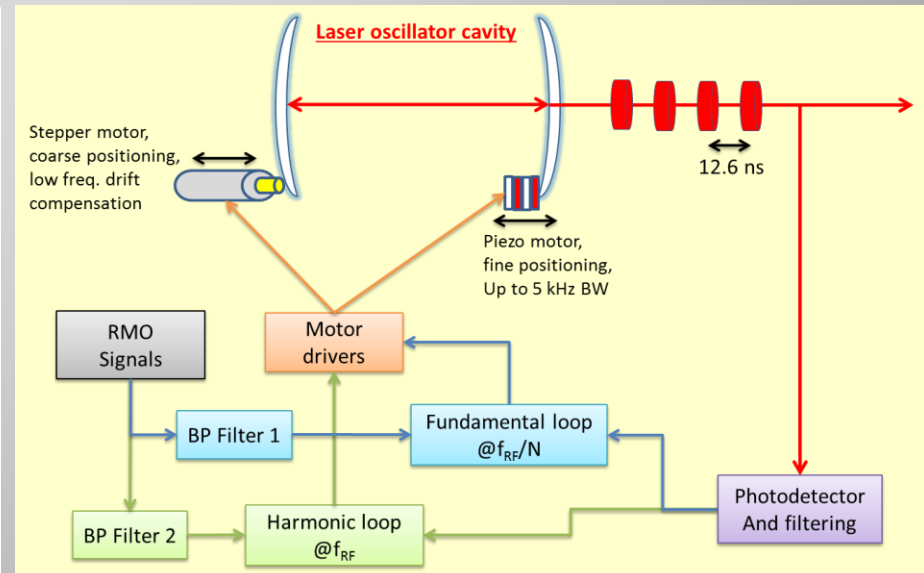 Laser oscillator cavity
Stepper motor,
coarse positioning,
low freq. drift
compensation
12.6 ns
Piezo motor,
fine positioning,
Up to 5 kHz BW
RMO
Signals
Motor
drivers
BP Filter 1
Fundamental loop
@f_RF/N
BP Filter 2
Harmonic loop
@f_RF
Photodetector
And filtering